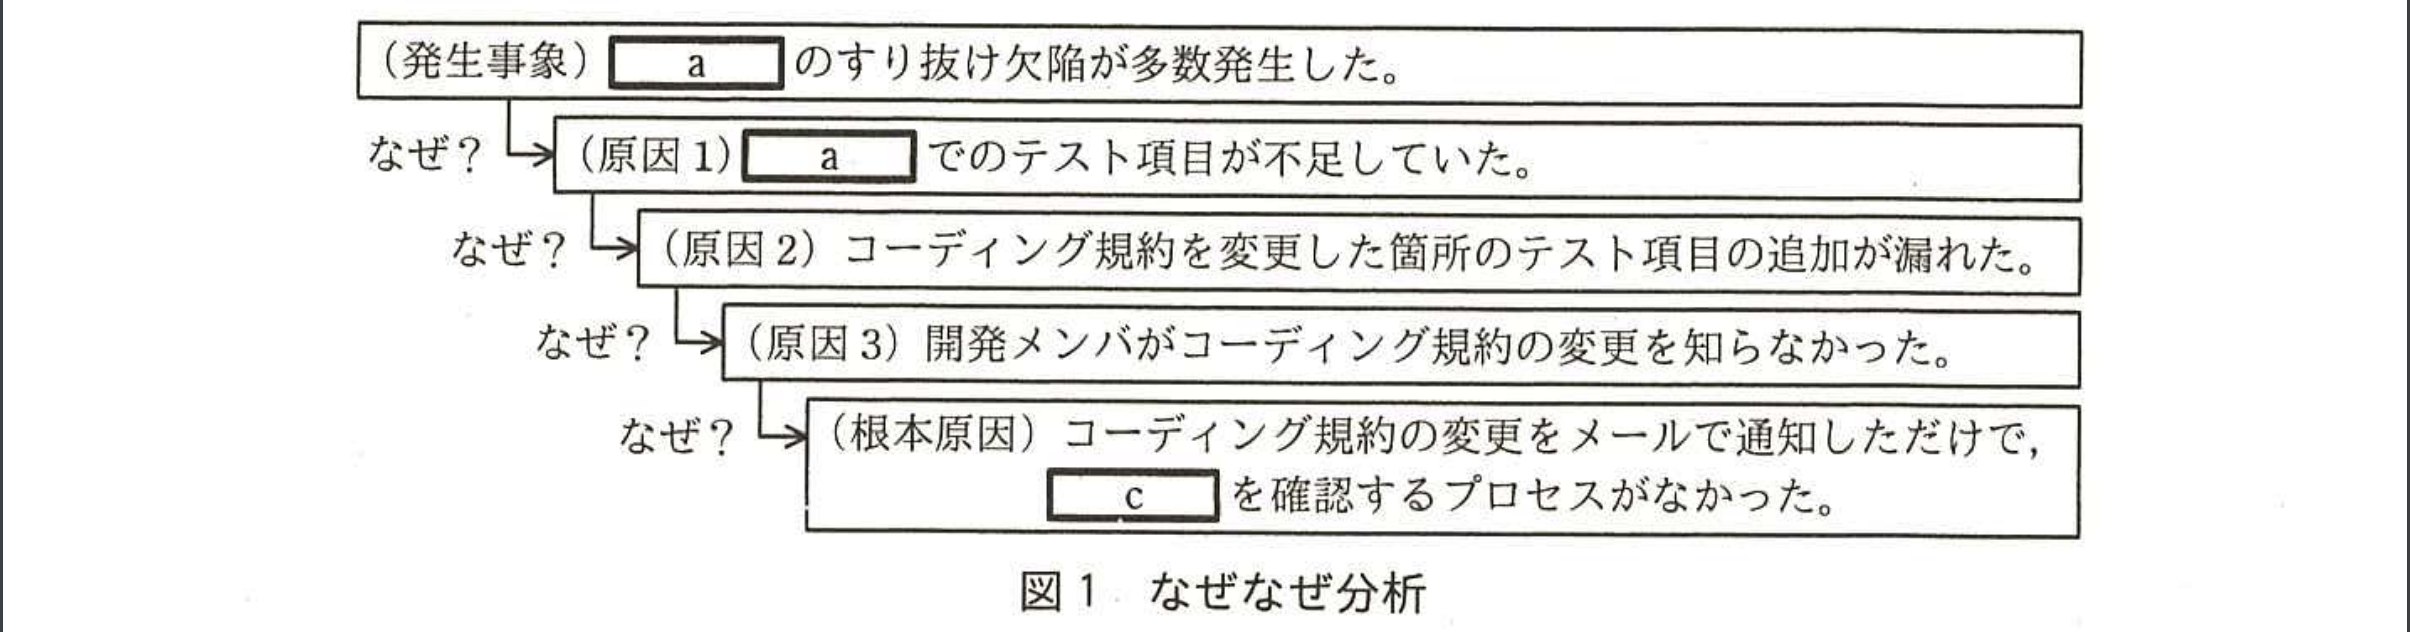 （発生事象） a のすり抜け欠陥が多数発生した。
なぜ？ （原因1） a でのテスト項目が不足していた。
なぜ？ （原因2）コーディング規約を変更した箇所のテスト項目の追加が漏れた。
なぜ？ （原因3）開発メンバがコーディング規約の変更を知らなかった。
なぜ？ （根本原因）コーディング規約の変更をメールで通知しただけで，
c を確認するプロセスがなかった。
図1 なぜなぜ分析